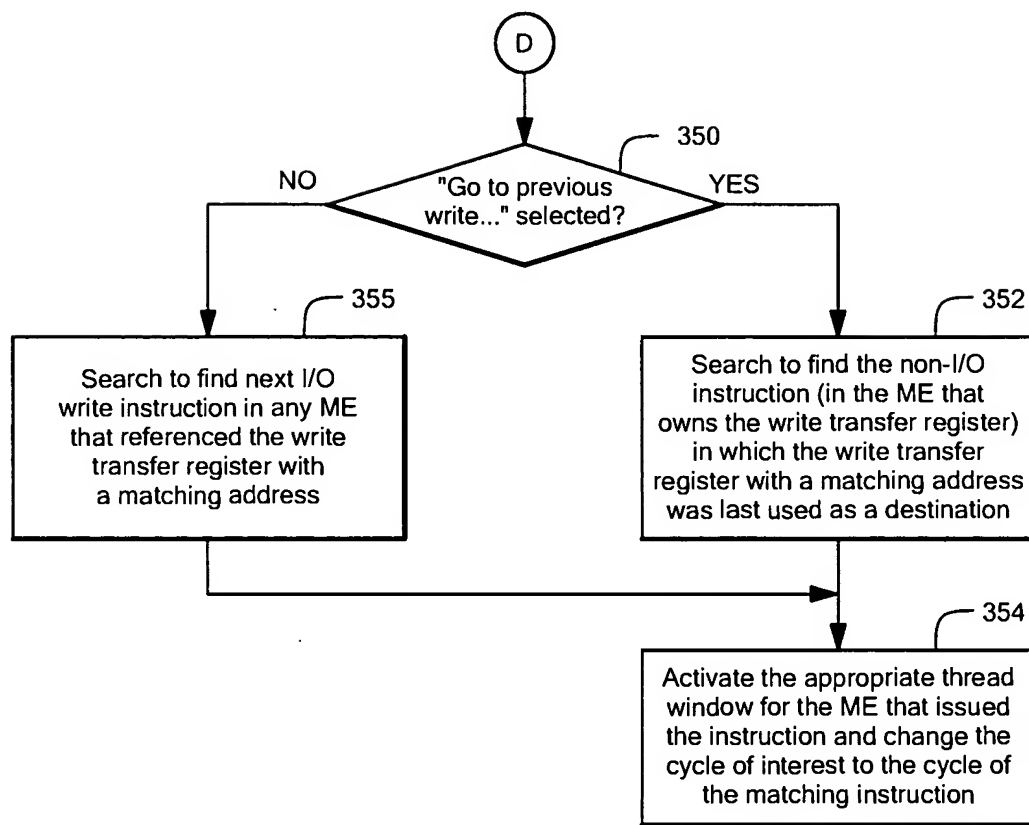 D
350
NO
YES
"Go to previous
write..." selected?
355
352
Search to find next I/O
write instruction in any ME
that referenced the write
transfer register with
a matching address
Search to find the non-I/O
instruction (in the ME that
owns the write transfer register)
in which the write transfer
register with a matching address
was last used as a destination
354
Activate the appropriate thread
window for the ME that issued
the instruction and change the
cycle of interest to the cycle of
the matching instruction